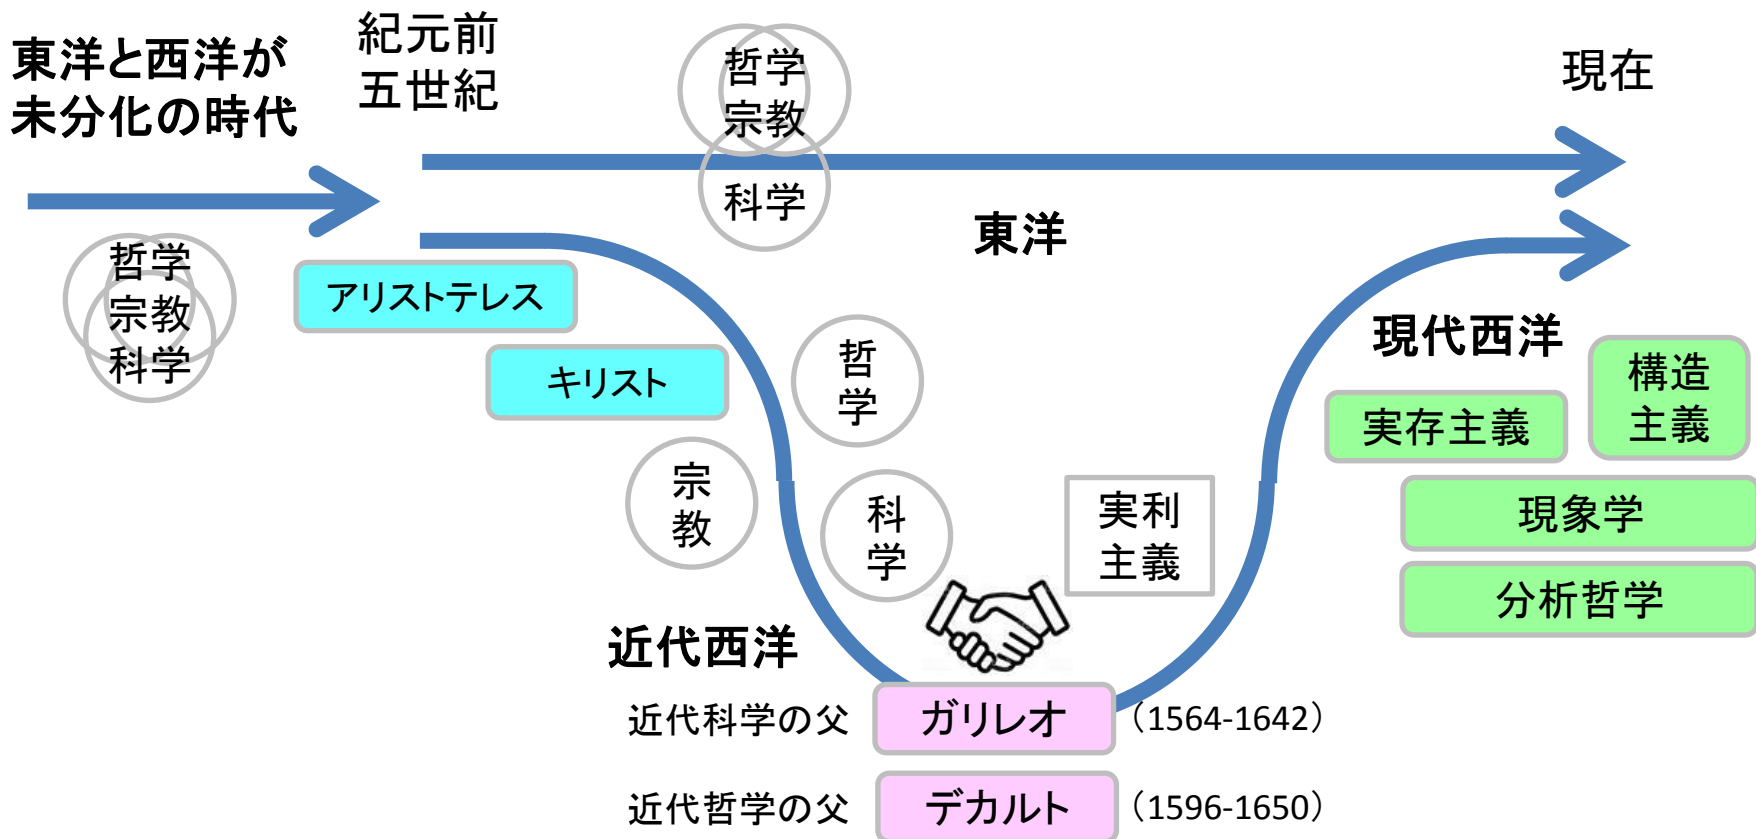 東洋と西洋が
未分化の時代
紀元前
五世紀
哲学
宗教
科学
現在
東洋
哲学
宗教
科学
アリストテレス
キリスト
哲
学
宗
教
科
学
実利
主義
現代西洋
構造
主義
実存主義
現象学
分析哲学
近代西洋
近代科学の父
ガリレオ
（1564-1642）
近代哲学の父
デカルト
（1596-1650）